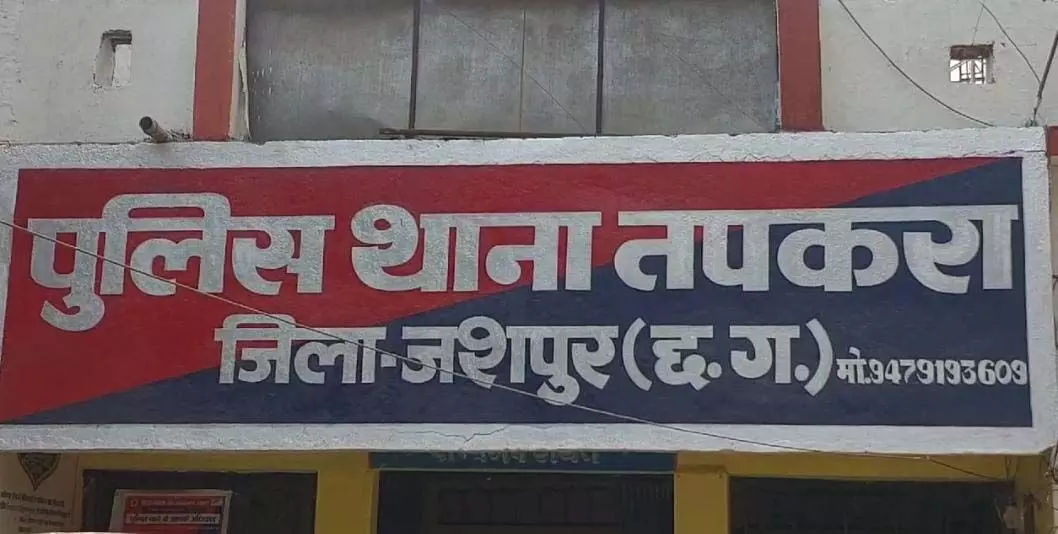 पुलिस थाना तपकरा
जिला-जशपुर (छ.ग.) मो.9479193609